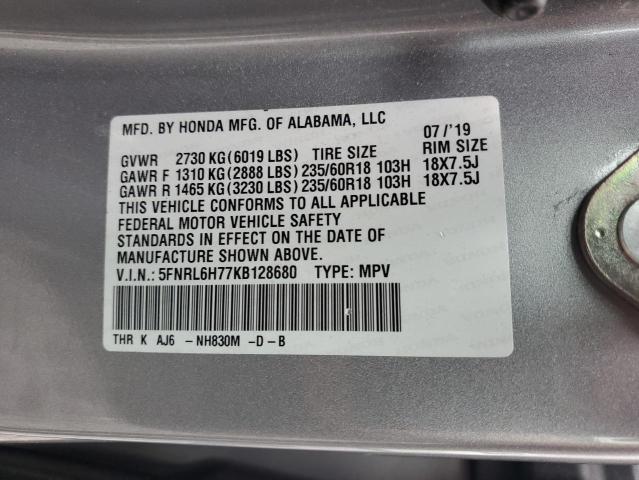 MFD. BY HONDA MFG. OF ALABAMA, LLC 07/'19
GVWR 2730 KG(6019 LBS) TIRE SIZE RIM SIZE
GAWR F 1310 KG(2888 LBS)235/60R18 103H 18X7.5J
GAWR R 1465 KG(3230 LBS)235/60R18 103H 18X7.5J
THIS VEHICLE CONFORMS TO ALL APPLICABLE
FEDERAL MOTOR VEHICLE SAFETY
STANDARDS IN EFFECT ON THE DATE OF
MANUFACTURE SHOWN ABOVE.
V.I.N.: 5FNRL6H77KB128680 TYPE: MPV
THR K AJ6 -NH830M -D-B